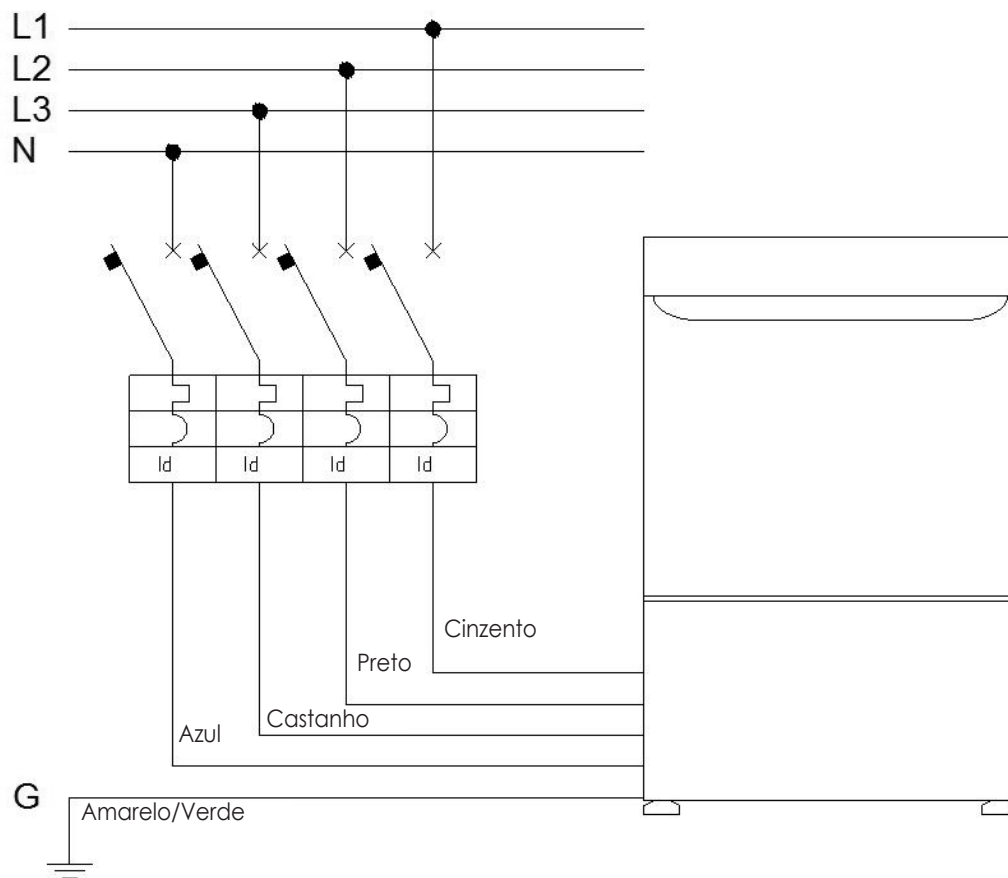 L1
L2
L3
N
Id Id Id Id
Cinzento
Preto
Castanho
Azul
G
Amarelo/Verde